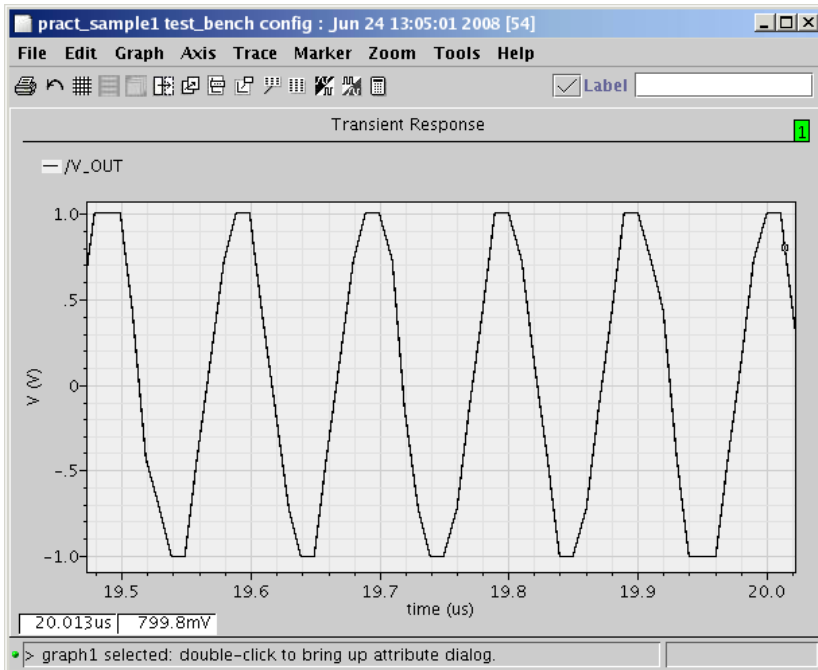 pract_sample1 test_bench config : Jun 24 13:05:01 2008 [54]
File Edit Graph Axis Trace Marker Zoom Tools Help
Label
Transient Response
1
/V_OUT
1.0
.5
0
-.5
-1.0
V (V)
19.5 19.6 19.7 19.8 19.9 20.0
time (us)
20.013us 799.8mV
> graph1 selected: double-click to bring up attribute dialog.